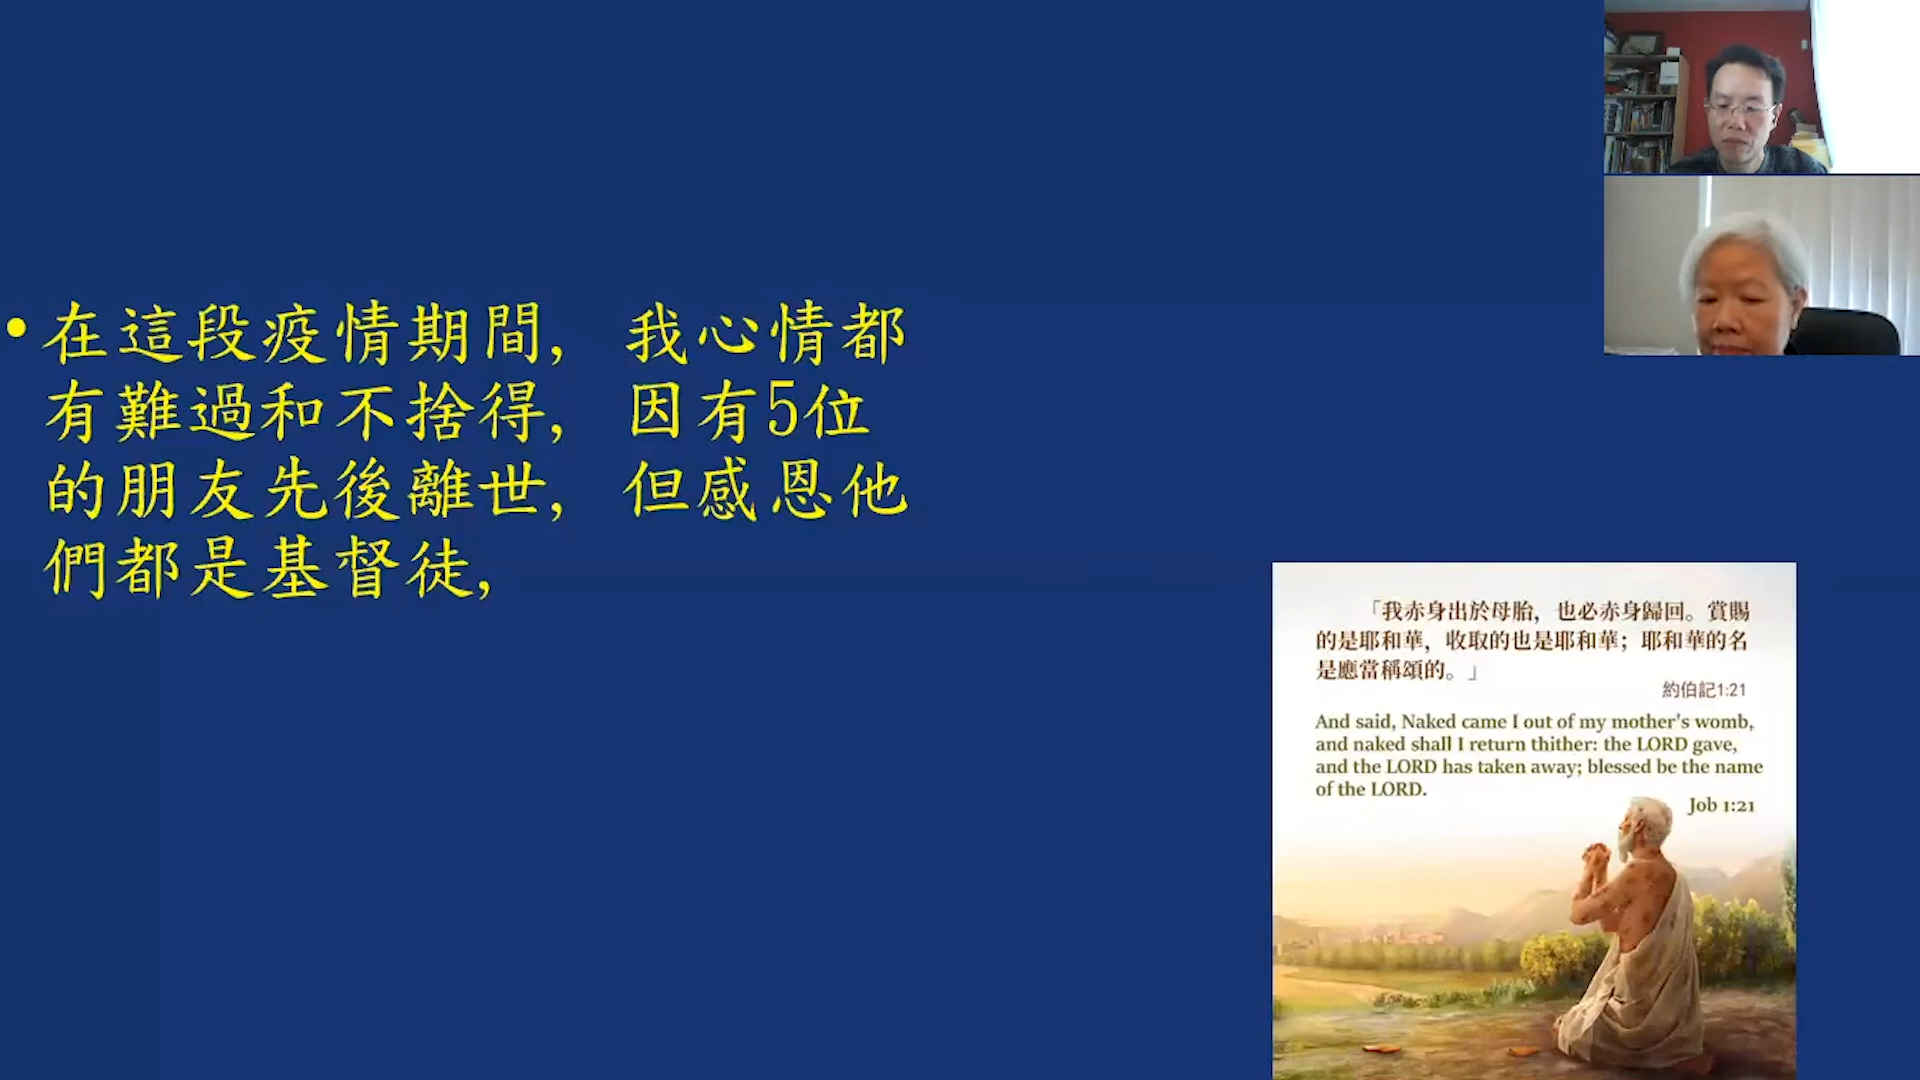 •在這段疫情期間, 我心情都
有難過和不捨得, 因有5位
的朋友先後離世, 但感恩他
們都是基督徒,
「我赤身出於母胎，也必赤身歸回。賞賜
的是耶和華，收取的也是耶和華；耶和華的名
是應當稱頌的。」
約伯記1:21
And said, Naked came I out of my mother's womb,
and naked shall I return thither: the LORD gave,
and the LORD has taken away; blessed be the name
of the LORD.
Job 1:21